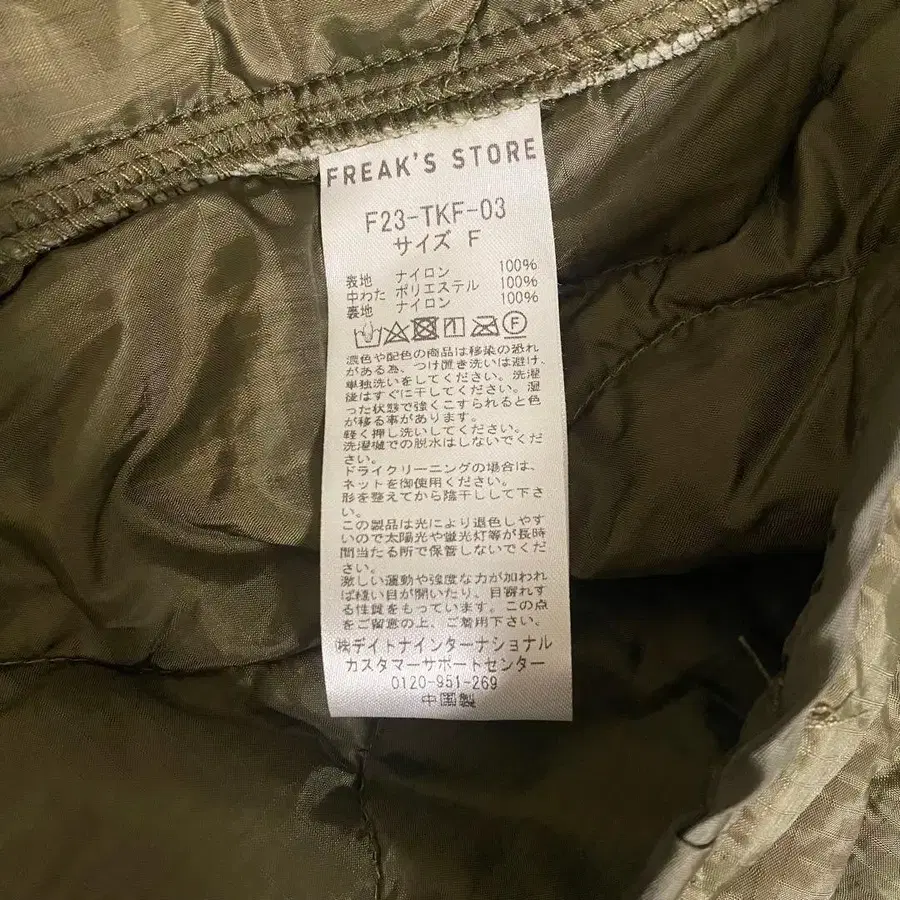 FREAK'S STORE
F23-TKF-03
サイズ F
表地 ナイロン 100%
中わた ポリエステル 100%
裏地 ナイロン 100%
F
濃色や配色の商品は移染の恐れ
がある為、つけ置き洗いは避け、
単独洗いをしてください。洗濯
後はすぐに干してください。湿
った状態で強くこすられると色
が移る事があります。
軽く押し洗いしてください。
洗濯機での脱水はしないでくだ
さい。
ドライクリーニングの場合は、
ネットを御使用ください。
形を整えてから陰干しして下さ
い。
この製品は光により退色しやす
いので太陽光や蛍光灯等が長時
間当たる所で保管しないでくだ
さい。
激しい運動や強度な力が加われ
ば縫い目が開いたり、目寄れす
る性質をもっています。この点
をご留意の上、ご着用下さい。
㈱デイトナインターナショナル
カスタマーサポートセンター
0120-951-269
中国製